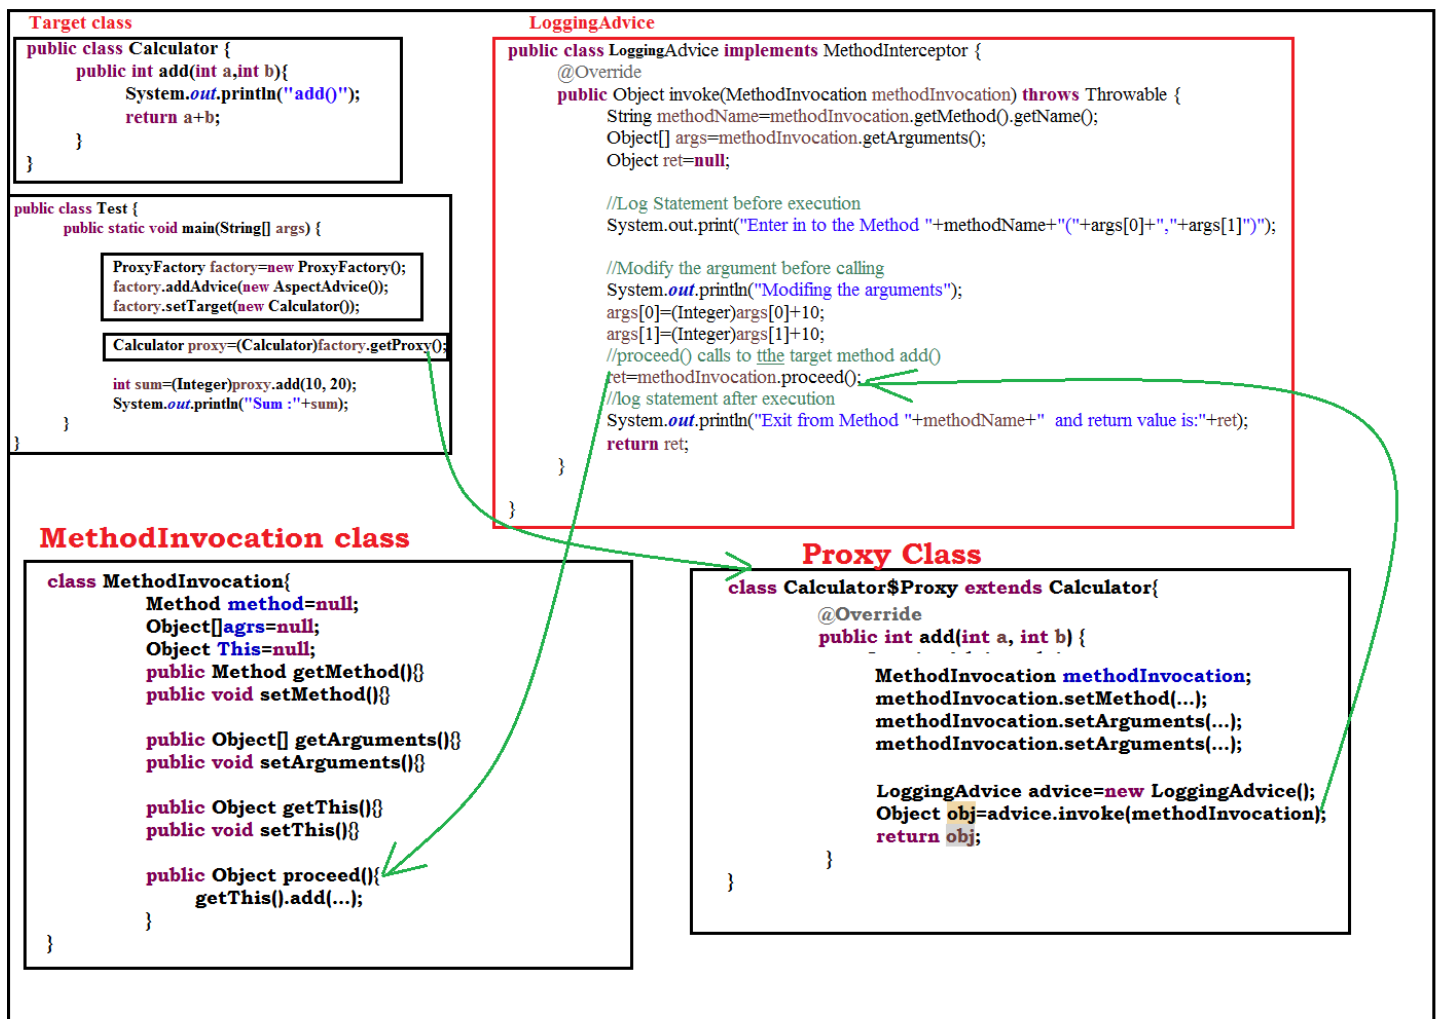 Target class
public class Calculator {
public int add(int a,int b){
System.out.println("add()");
return a+b;
}
}
public class Test {
public static void main(String[] args) {
ProxyFactory factory=new ProxyFactory();
factory.addAdvice(new AspectAdvice());
factory.setTarget(new Calculator());
Calculator proxy=(Calculator)factory.getProxy();
int sum=(Integer)proxy.add(10, 20);
System.out.println("Sum :"+sum);
}
}
LoggingAdvice
public class LoggingAdvice implements MethodInterceptor {
@Override
public Object invoke(MethodInvocation methodInvocation) throws Throwable {
String methodName=methodInvocation.getMethod().getName();
Object[] args=methodInvocation.getArguments();
Object ret=null;
//Log Statement before execution
System.out.print("Enter in to the Method "+methodName+"("+args[0]+","+args[1]")");
//Modify the argument before calling
System.out.println("Modifing the arguments");
args[0]=(Integer)args[0]+10;
args[1]=(Integer)args[1]+10;
//proceed() calls to tthe target method add()
ret=methodInvocation.proceed();
//log statement after execution
System.out.println("Exit from Method "+methodName+" and return value is:"+ret);
return ret;
}
}
MethodInvocation class
class MethodInvocation{
Method method=null;
Object[]agrs=null;
Object This=null;
public Method getMethod(){}
public void setMethod(){}
public Object[] getArguments(){}
public void setArguments(){}
public Object getThis(){}
public void setThis(){}
public Object proceed(){
getThis().add(...);
}
}
Proxy Class
class Calculator$Proxy extends Calculator{
@Override
public int add(int a, int b) {
MethodInvocation methodInvocation;
methodInvocation.setMethod(...);
methodInvocation.setArguments(...);
methodInvocation.setArguments(...);
LoggingAdvice advice=new LoggingAdvice();
Object obj=advice.invoke(methodInvocation);
return obj;
}
}